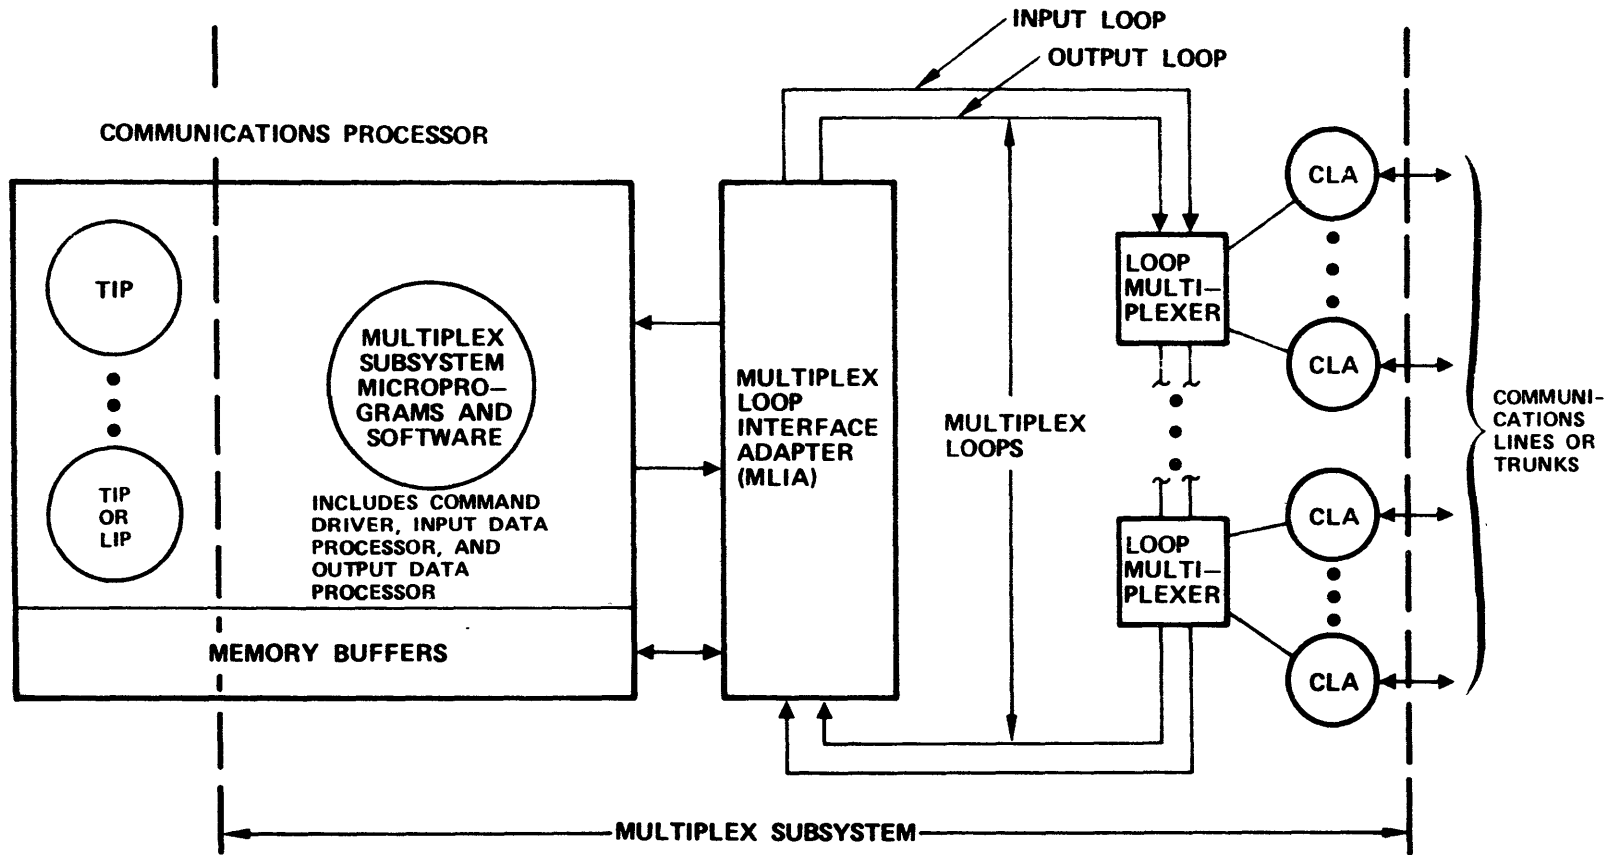 INPUT LOOP
OUTPUT LOOP
COMMUNICATIONS PROCESSOR
TIP
TIP
OR
LIP
MULTIPLEX
SUBSYSTEM
MICROPRO-
GRAMS AND
SOFTWARE
INCLUDES COMMAND
DRIVER, INPUT DATA
PROCESSOR, AND
OUTPUT DATA
PROCESSOR
MEMORY BUFFERS
MULTIPLEX
LOOP
INTERFACE
ADAPTER
(MLIA)
MULTIPLEX
LOOPS
LOOP
MULTI-
PLEXER
LOOP
MULTI-
PLEXER
CLA
CLA
CLA
CLA
COMMUNI-
CATIONS
LINES OR
TRUNKS
MULTIPLEX SUBSYSTEM